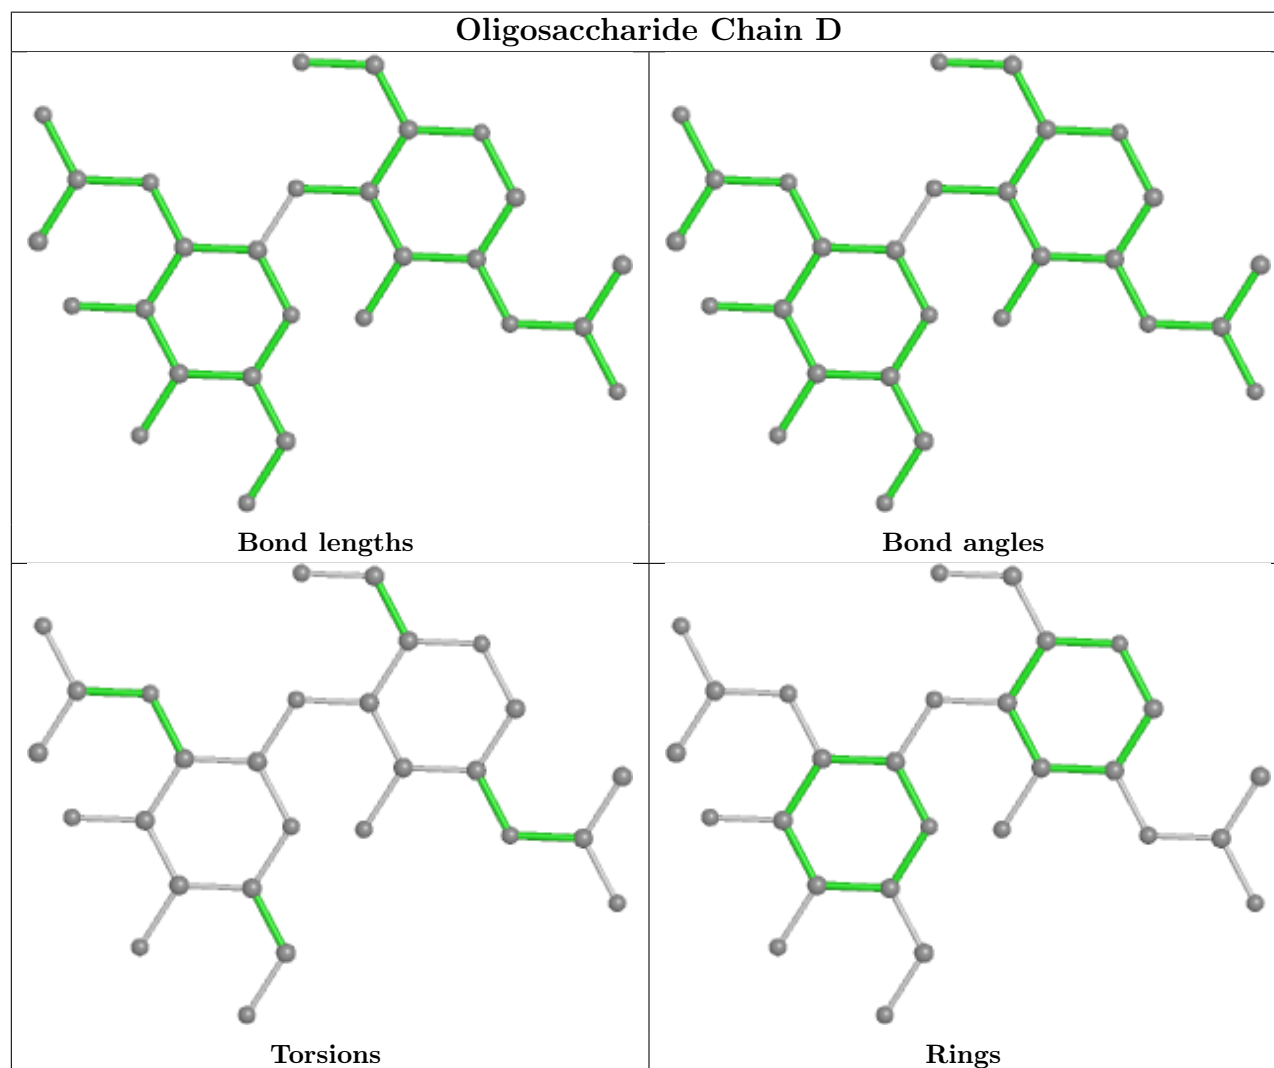 Oligosaccharide Chain D
Bond lengths
Bond angles
Torsions
Rings